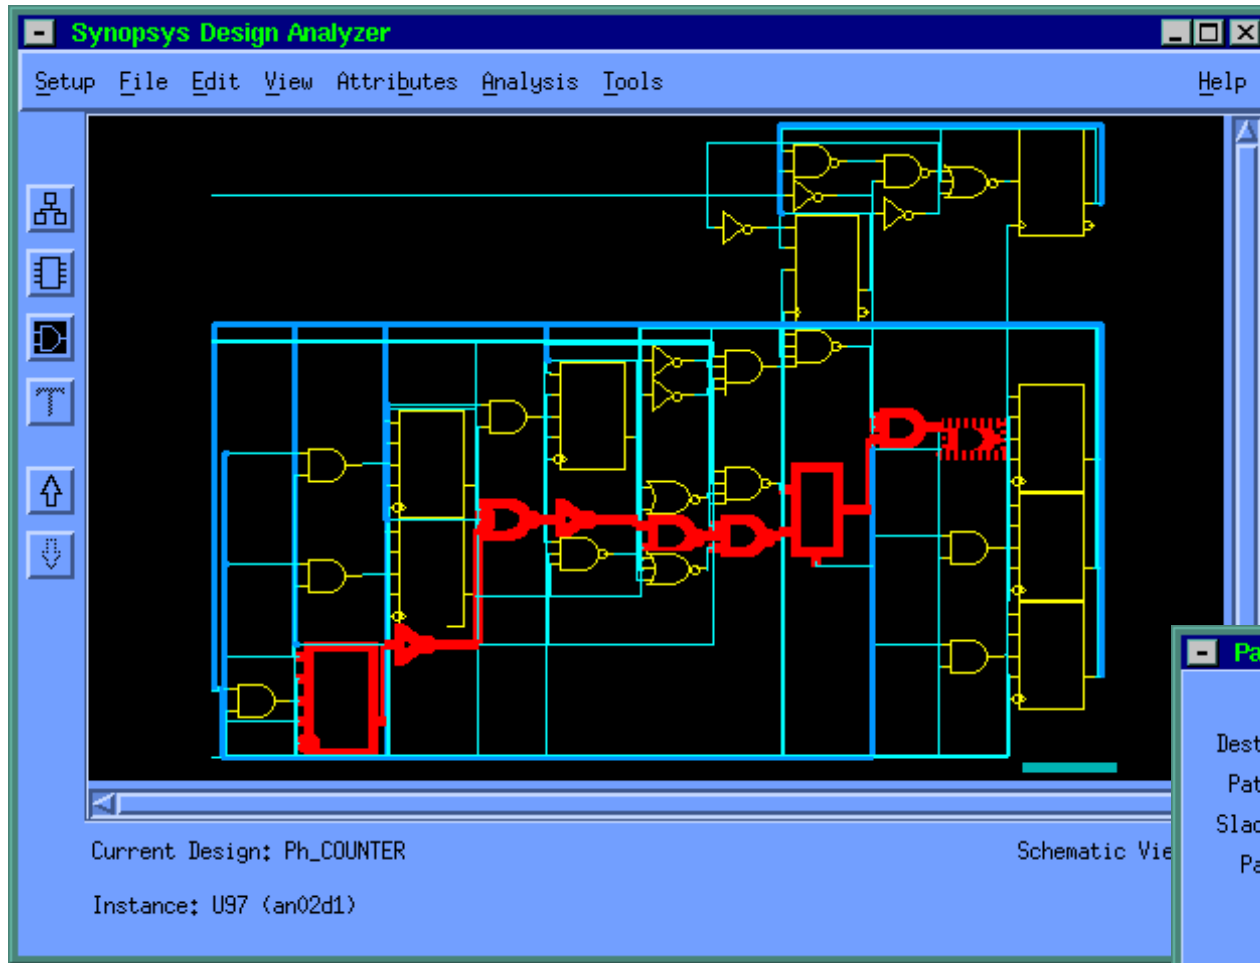 Synopsys Design Analyzer
Setup File Edit View Attributes Analysis Tools Help
Current Design: Ph_COUNTER
Schematic Vie
Instance: U97 (an02d1)
Pa
Dest
Pat
Slac
Pa